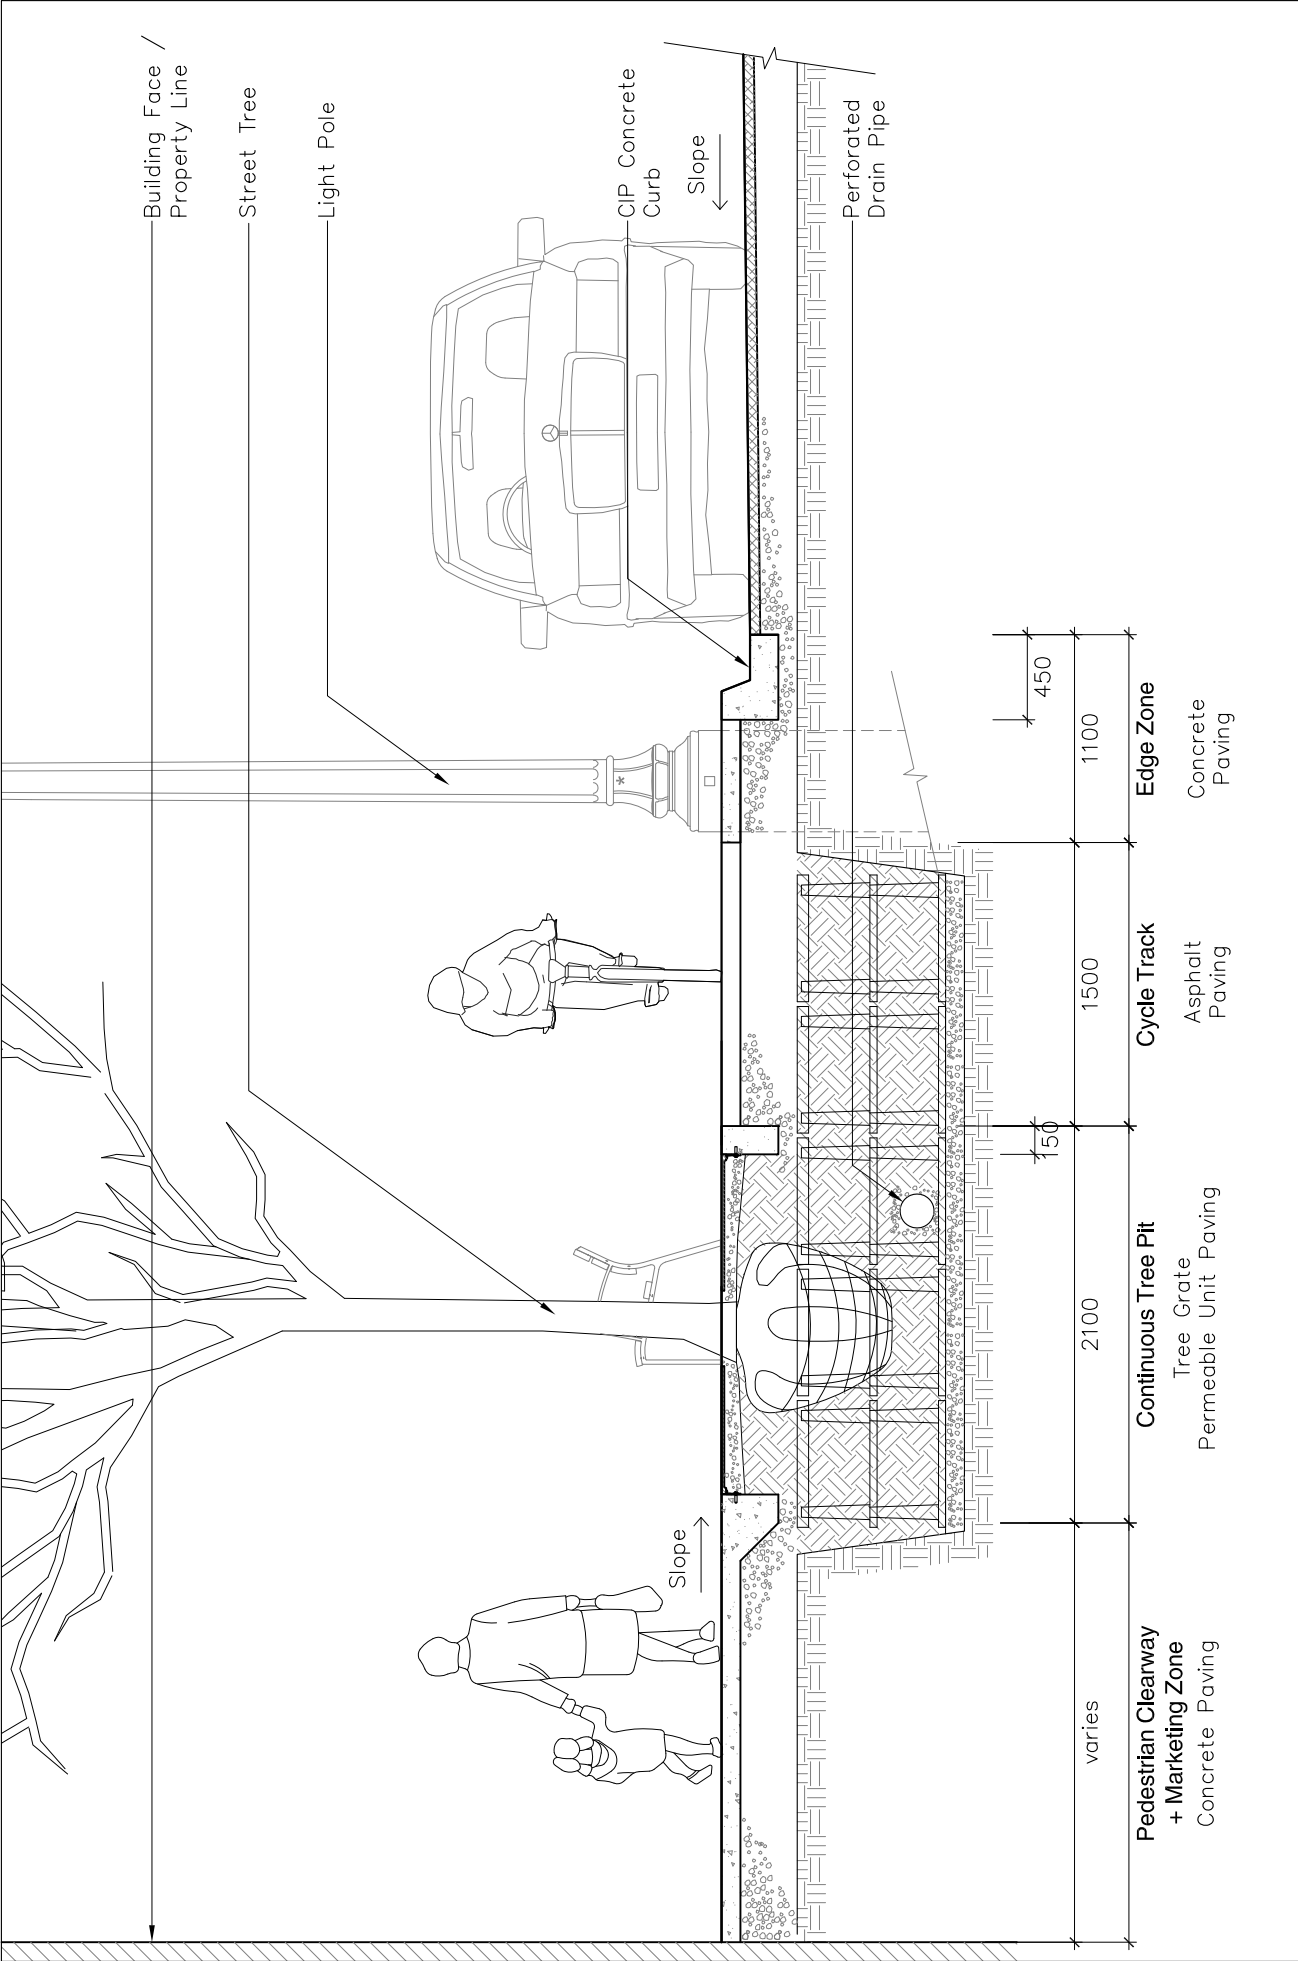 Building Face /
Property Line
Street Tree
Light Pole
CIP Concrete
Curb
Slope
Perforated
Drain Pipe
Slope
450
150
varies
2100
1500
1100
Pedestrian Clearway
+ Marketing Zone
Concrete Paving
Continuous Tree Pit
Tree Grate
Permeable Unit Paving
Cycle Track
Asphalt
Paving
Edge Zone
Concrete
Paving